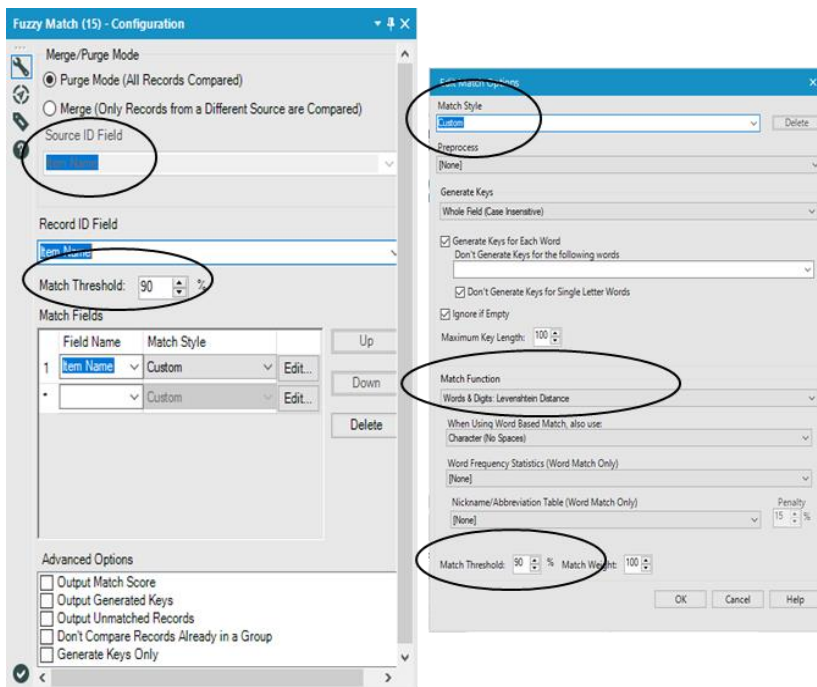 Fuzzy Match (15) - Configuration
Merge/Purge Mode
Purge Mode (All Records Compared)
Merge (Only Records from a Different Source are Compared)
Source ID Field
Item Name
Record ID Field
Item Name
Match Threshold: 90 %
Match Fields
Field Name Match Style
1 Item Name Custom Edit...
* Custom Edit...
Up
Down
Delete
Advanced Options
Output Match Score
Output Generated Keys
Output Unmatched Records
Don't Compare Records Already in a Group
Generate Keys Only
Edit Match Options
Match Style
Custom Delete
Preprocess
[None]
Generate Keys
Whole Field (Case Insensitive)
Generate Keys for Each Word
Don't Generate Keys for the following words
Don't Generate Keys for Single Letter Words
Ignore if Empty
Maximum Key Length: 100
Match Function
Words & Digits: Levenshtein Distance
When Using Word Based Match, also use:
Character (No Spaces)
Word Frequency Statistics (Word Match Only)
[None]
Nickname/Abbreviation Table (Word Match Only) Penalty
[None] 15 %
Match Threshold: 90 % Match Weight: 100
OK Cancel Help